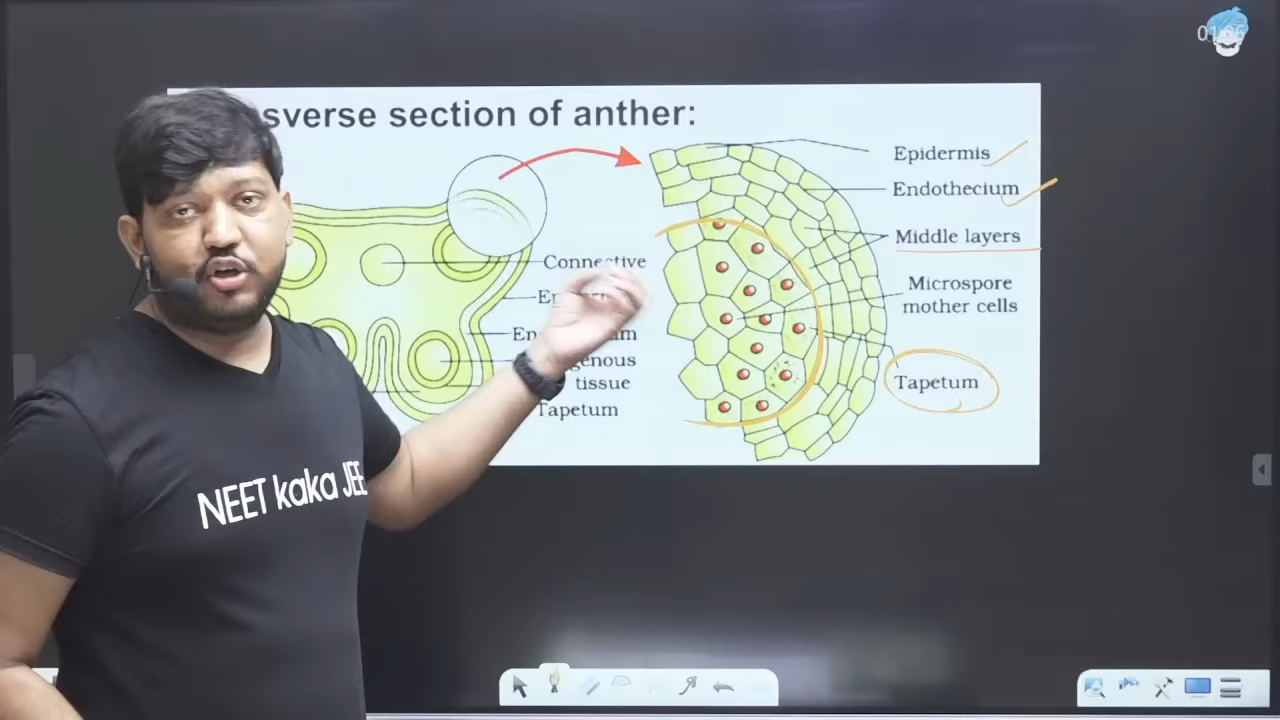 sverse section of anther:
Epidermis
Endothecium
Middle layers
Microspore
mother cells
Tapetum
Connective
tissue
Tapetum
NEET kaka JEE